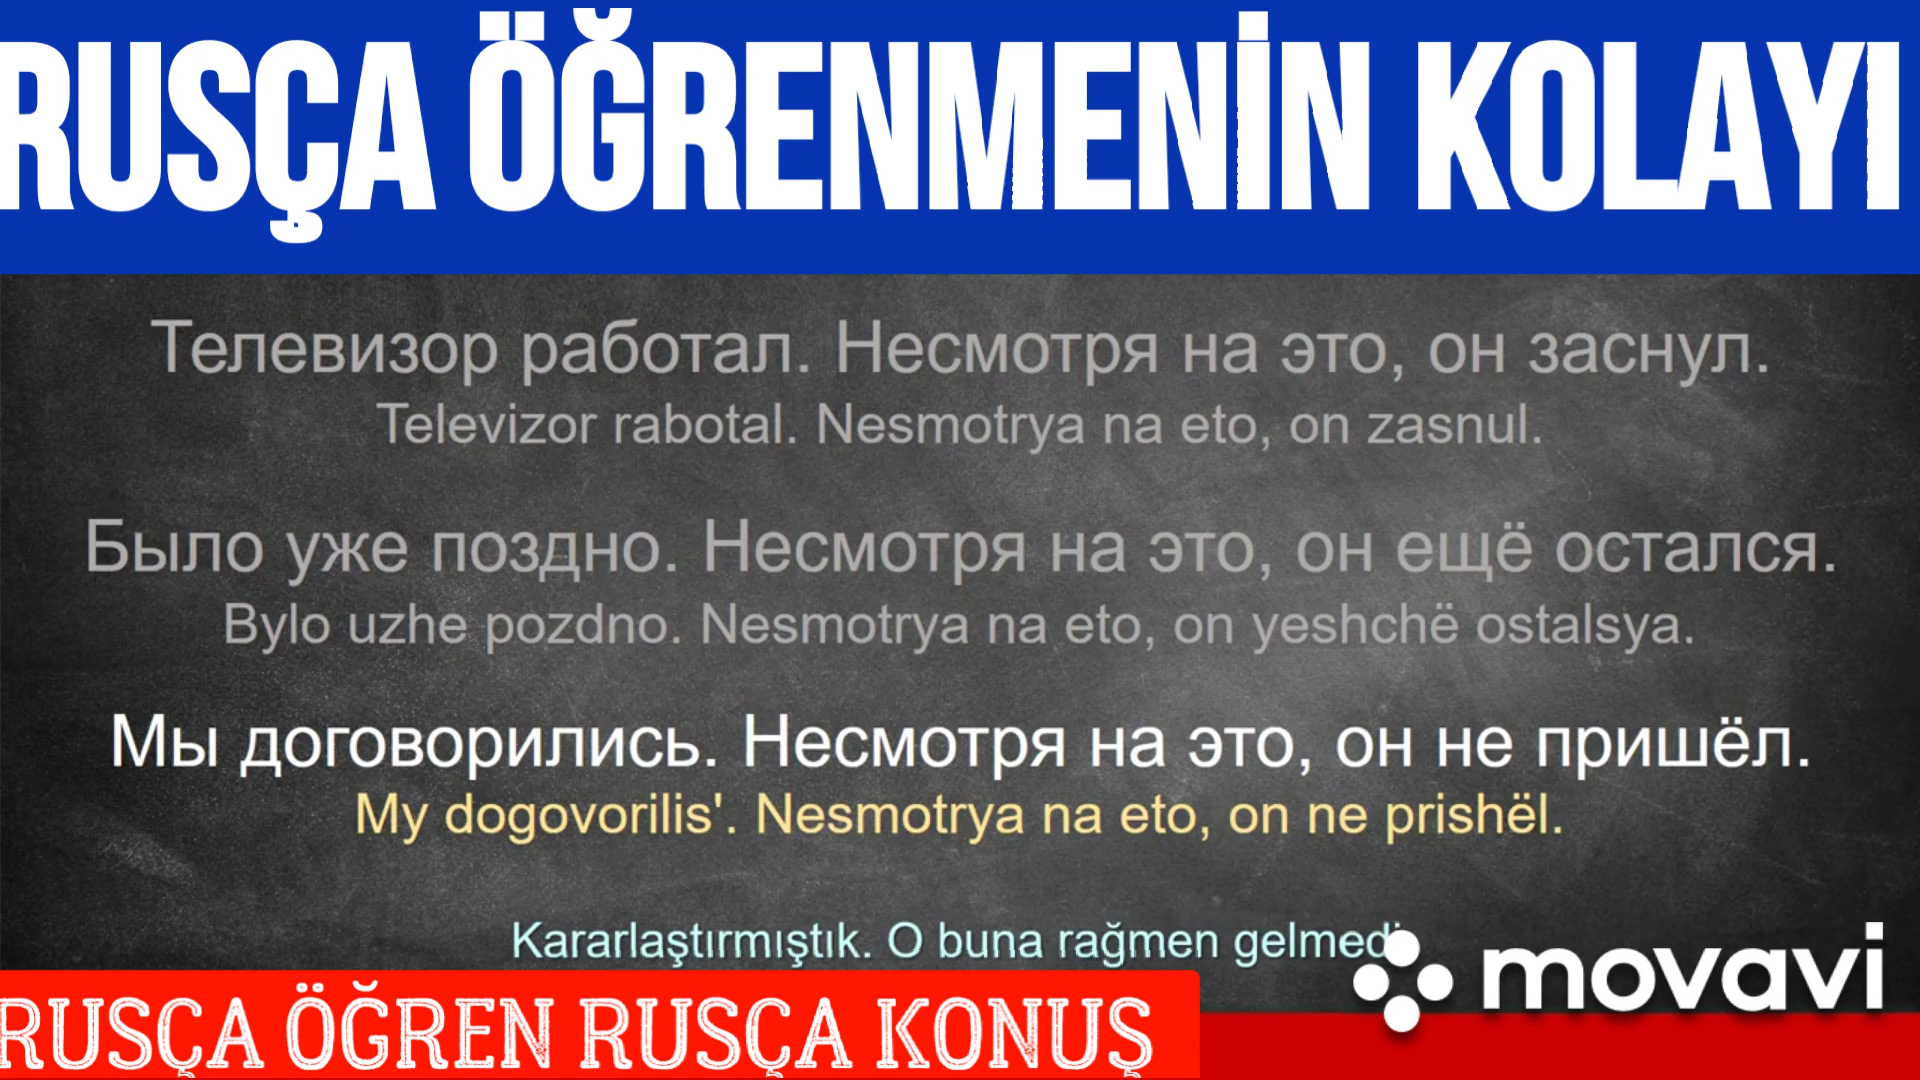 RUSÇA ÖĞRENMENİN KOLAYI
Телевизор работал. Несмотря на это, он заснул.
Televizor rabotal. Nesmotrya na eto, on zasnul.
Было уже поздно. Несмотря на это, он ещё остался.
Bylo uzhe pozdno. Nesmotrya na eto, on yeshchë ostalsya.
Мы договорились. Несмотря на это, он не пришёл.
My dogovorilis'. Nesmotrya na eto, on ne prishël.
Kararlaştırmıştık. O buna rağmen gelmedi.
movavi
RUSÇA ÖĞREN RUSÇA KONUŞ